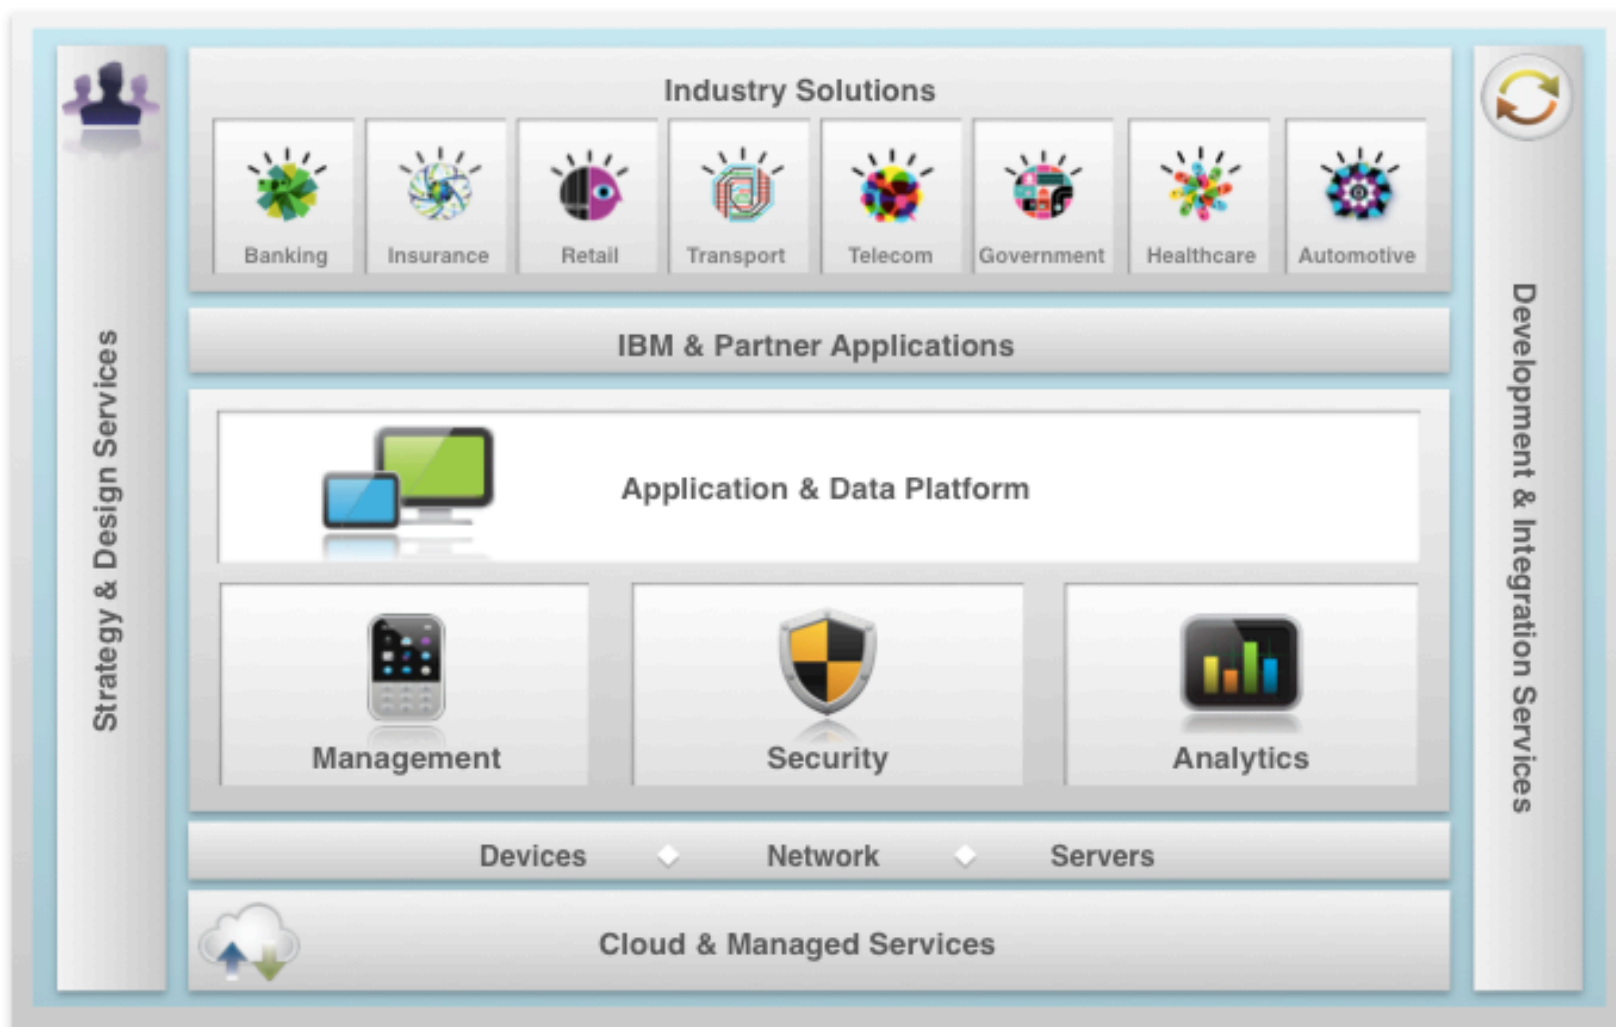 Industry Solutions
Banking
Insurance
Retail
Transport
Telecom
Government
Healthcare
Automotive
IBM & Partner Applications
Strategy & Design Services
Application & Data Platform
Development & Integration Services
Management
Security
Analytics
Devices
Network
Servers
Cloud & Managed Services